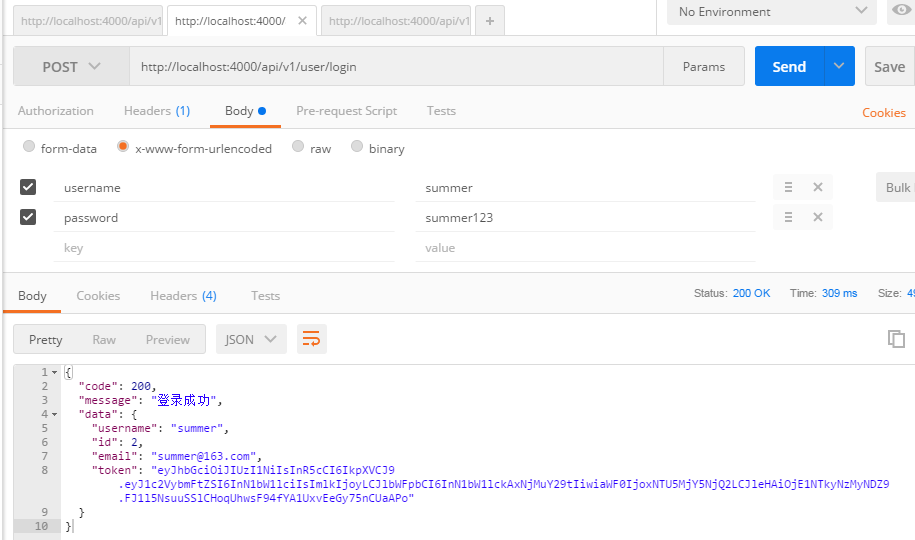 http://localhost:4000/api/v1
http://localhost:4000/
http://localhost:4000/api/v1
No Environment
POST
http://localhost:4000/api/v1/user/login
Params
Send
Save
Authorization
Headers (1)
Body
Pre-request Script
Tests
Cookies
form-data
x-www-form-urlencoded
raw
binary
username
summer
Bulk
password
summer123
key
value
Body
Cookies
Headers (4)
Tests
Status: 200 OK
Time: 309 ms
Size: 49
Pretty
Raw
Preview
JSON
1 {
2 "code": 200,
3 "message": "登录成功",
4 "data": {
5 "username": "summer",
6 "id": 2,
7 "email": "summer@163.com",
8 "token": "eyJhbGciOiJIUzI1NiIsInR5cCI6IkpXVCJ9
.eyJ1c2VybmFtZSI6InN1bW1lciIsImlkIjoyLCJlbWFpbCI6InN1bW1lckAxNjMuY29tIiwiaWF0IjoxNTU5MjY5NjQ2LCJleHAiOjE1NTkyNzMyNDZ9
.FJ1l5NsuuSSlCHoqUhwsF94fYA1UxvEeGy75nCUaAPo"
9 }
10 }